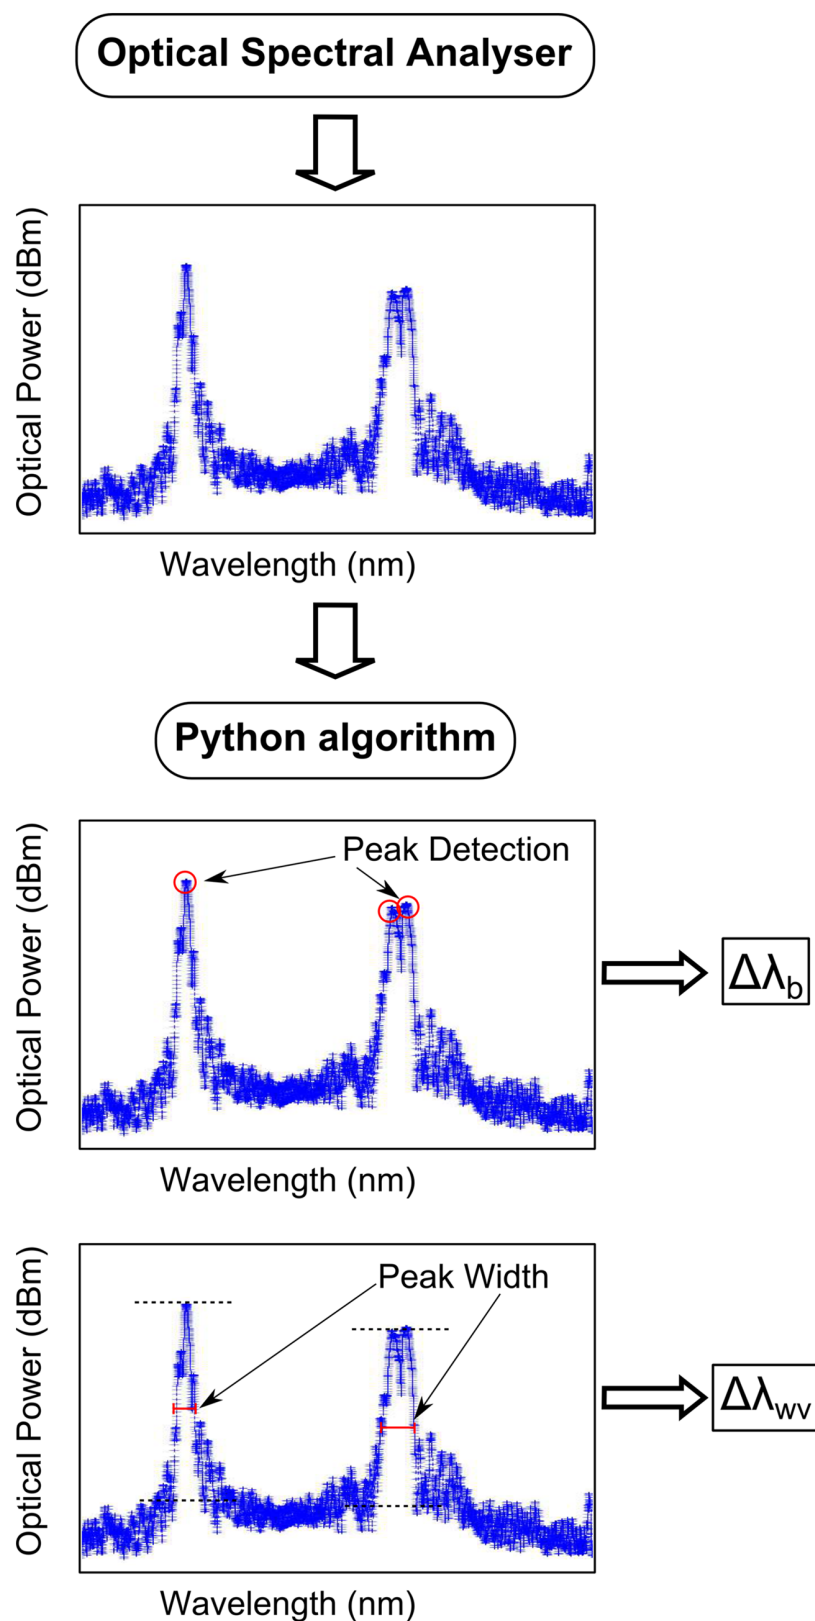 Optical Spectral Analyser
Optical Power (dBm)
Wavelength (nm)
Python algorithm
Peak Detection
Optical Power (dBm)
Δλb
Wavelength (nm)
Peak Width
Optical Power (dBm)
Δλwv
Wavelength (nm)